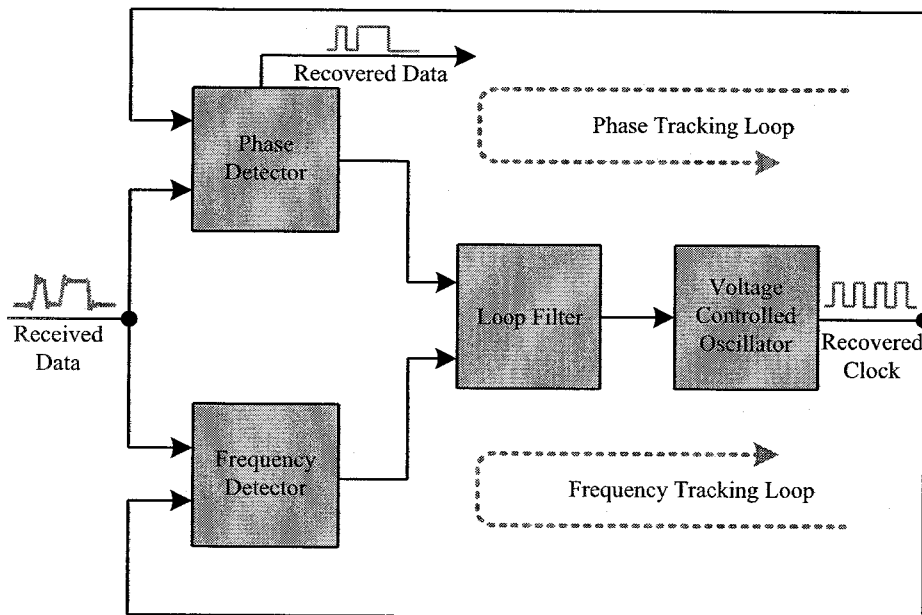 Recovered Data
Phase
Detector
Phase Tracking Loop
Received
Data
Loop Filter
Voltage
Controlled
Oscillator
Recovered
Clock
Frequency
Detector
Frequency Tracking Loop